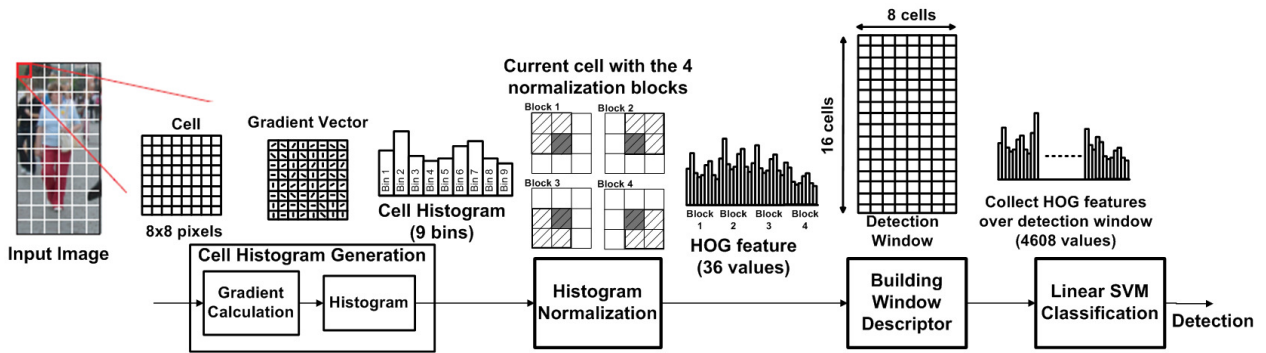 Input Image
Cell
8x8 pixels
Gradient Vector
Bin 1
Bin 2
Bin 3
Bin 4
Bin 5
Bin 6
Bin 7
Bin 8
Bin 9
Cell Histogram
(9 bins)
Current cell with the 4
normalization blocks
Block 1
Block 2
Block 3
Block 4
Block Block Block Block
1 2 3 4
HOG feature
(36 values)
8 cells
16 cells
Detection
Window
Collect HOG features
over detection window
(4608 values)
Cell Histogram Generation
Gradient
Calculation
Histogram
Histogram
Normalization
Building
Window
Descriptor
Linear SVM
Classification
Detection